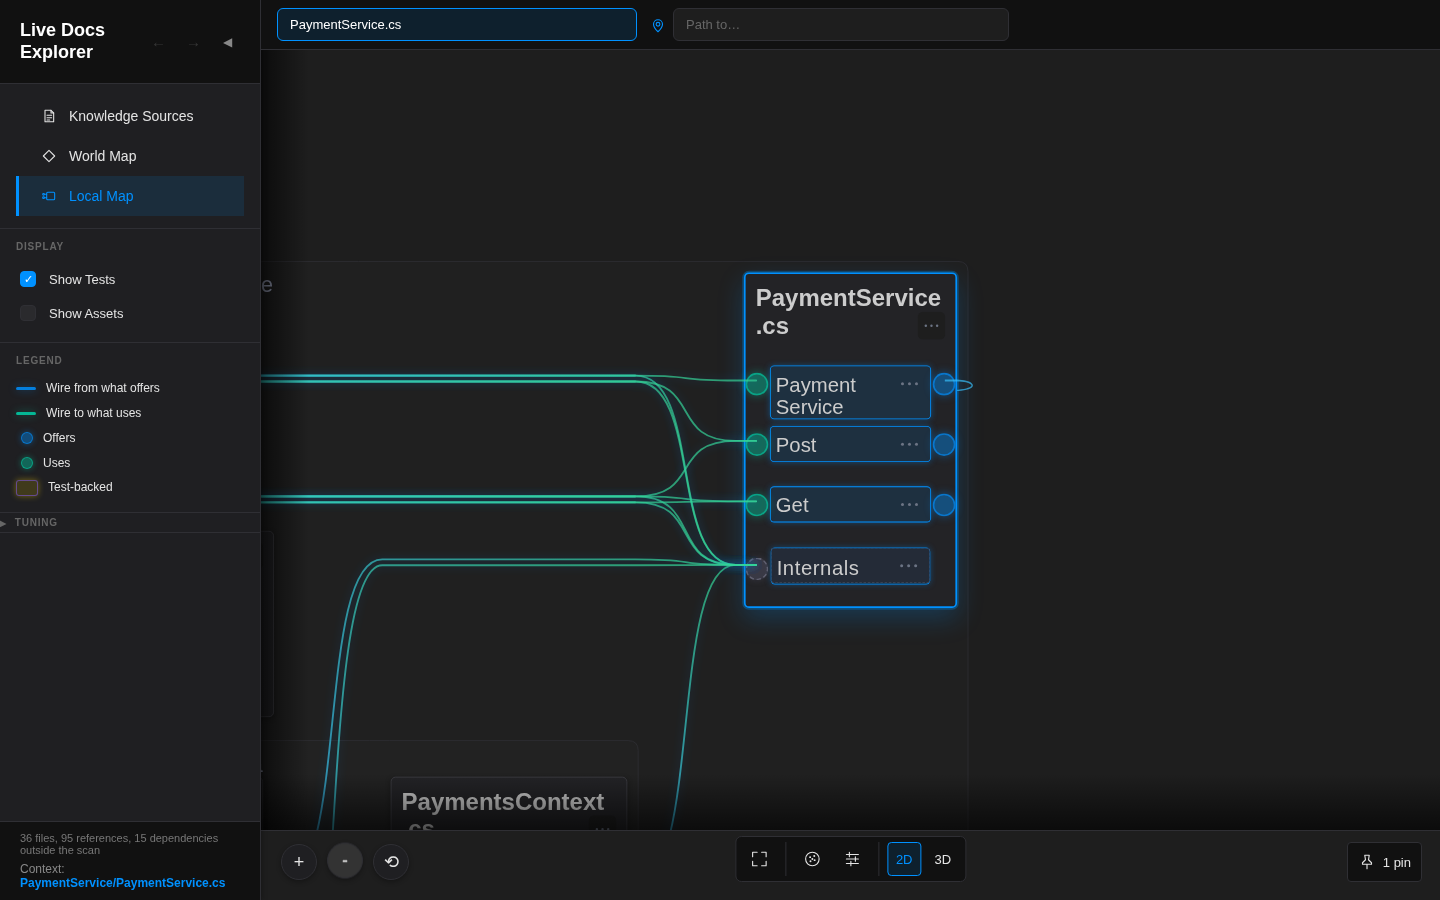 Live Docs
Explorer
← → ◀
PaymentService.cs
Path to…
Knowledge Sources
World Map
Local Map
DISPLAY
✓ Show Tests
Show Assets
LEGEND
Wire from what offers
Wire to what uses
Offers
Uses
Test-backed
▶ TUNING
36 files, 95 references, 15 dependencies
outside the scan
Context:
PaymentService/PaymentService.cs
e
PaymentService
.cs
Payment
Service
Post
Get
Internals
PaymentsContext
.cs
+ - ⟲
2D 3D
1 pin